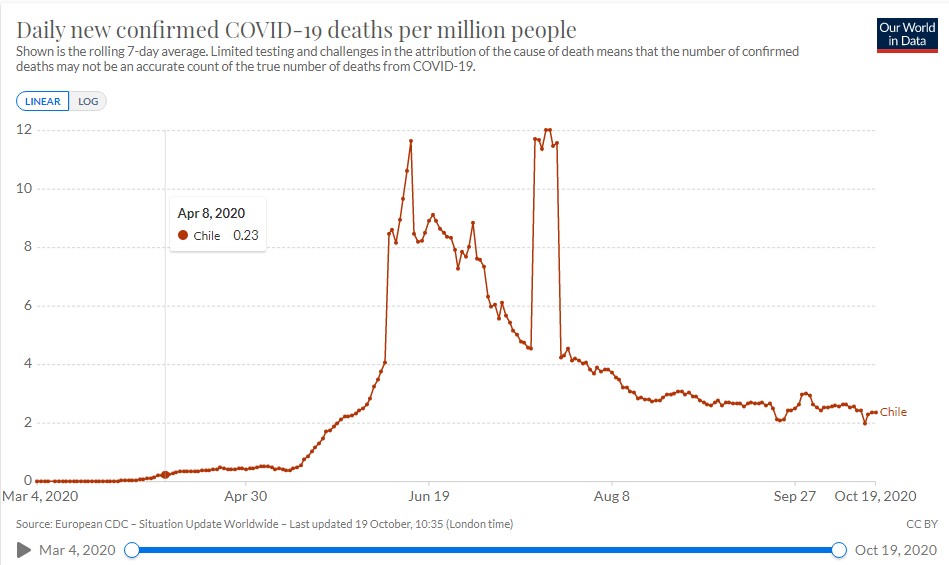 Daily new confirmed COVID-19 deaths per million people
Shown is the rolling 7-day average. Limited testing and challenges in the attribution of the cause of death means that the number of confirmed
deaths may not be an accurate count of the true number of deaths from COVID-19.
Our World
in Data
LINEAR LOG
12
10
8
6
4
2
0
Apr 8, 2020
Chile 0.23
Chile
Mar 4, 2020 Apr 30 Jun 19 Aug 8 Sep 27 Oct 19, 2020
Source: European CDC – Situation Update Worldwide – Last updated 19 October, 10:35 (London time) CC BY
Mar 4, 2020 Oct 19, 2020